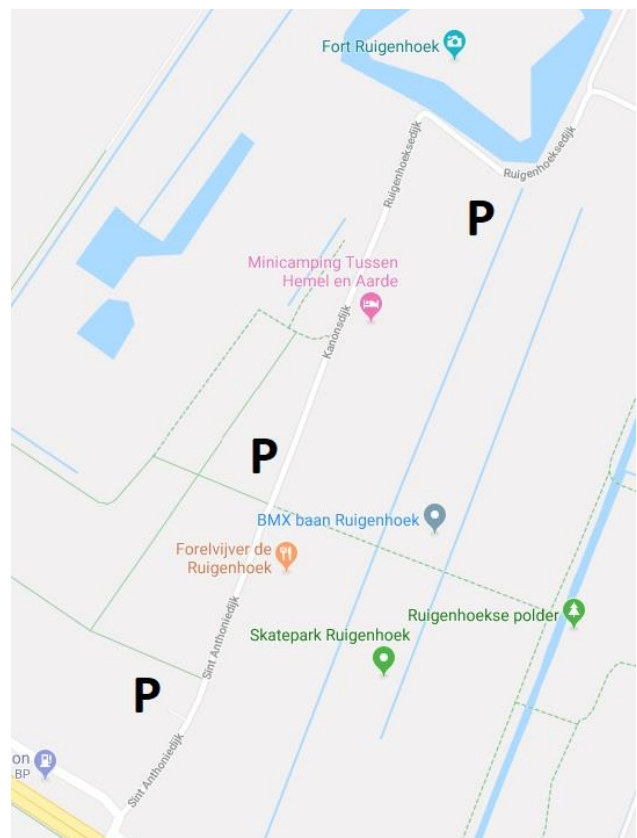 Fort Ruigenhoek
Ruigenhoeksedijk
Ruigenhoeksedijk
P
Minicamping Tussen
Hemel en Aarde
Kanonsdijk
P
BMX baan Ruigenhoek
Forelvijver de
Ruigenhoek
Ruigenhoekse polder
Skatepark Ruigenhoek
Sint Anthoniedijk
P
on
BP
Sint Anthoniedijk